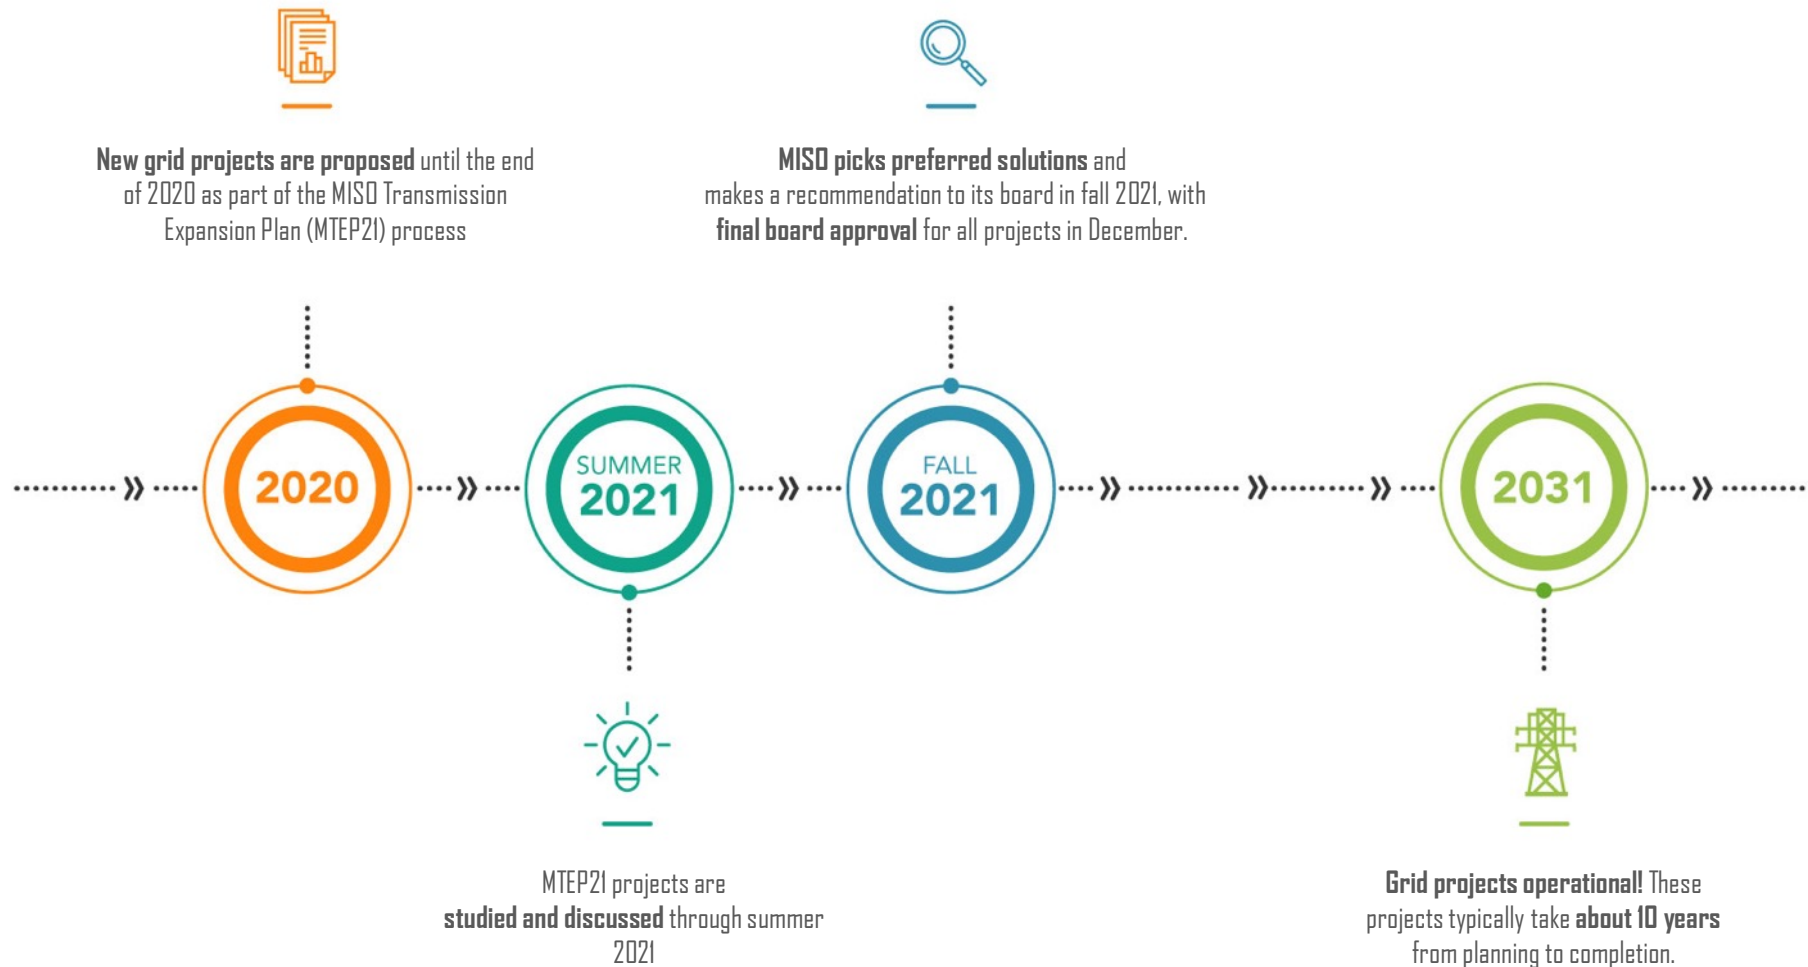 New grid projects are proposed until the end
of 2020 as part of the MISO Transmission
Expansion Plan (MTEP21) process
MISO picks preferred solutions and
makes a recommendation to its board in fall 2021, with
final board approval for all projects in December.
2020
SUMMER
2021
FALL
2021
2031
MTEP21 projects are
studied and discussed through summer
2021
Grid projects operational! These
projects typically take about 10 years
from planning to completion.